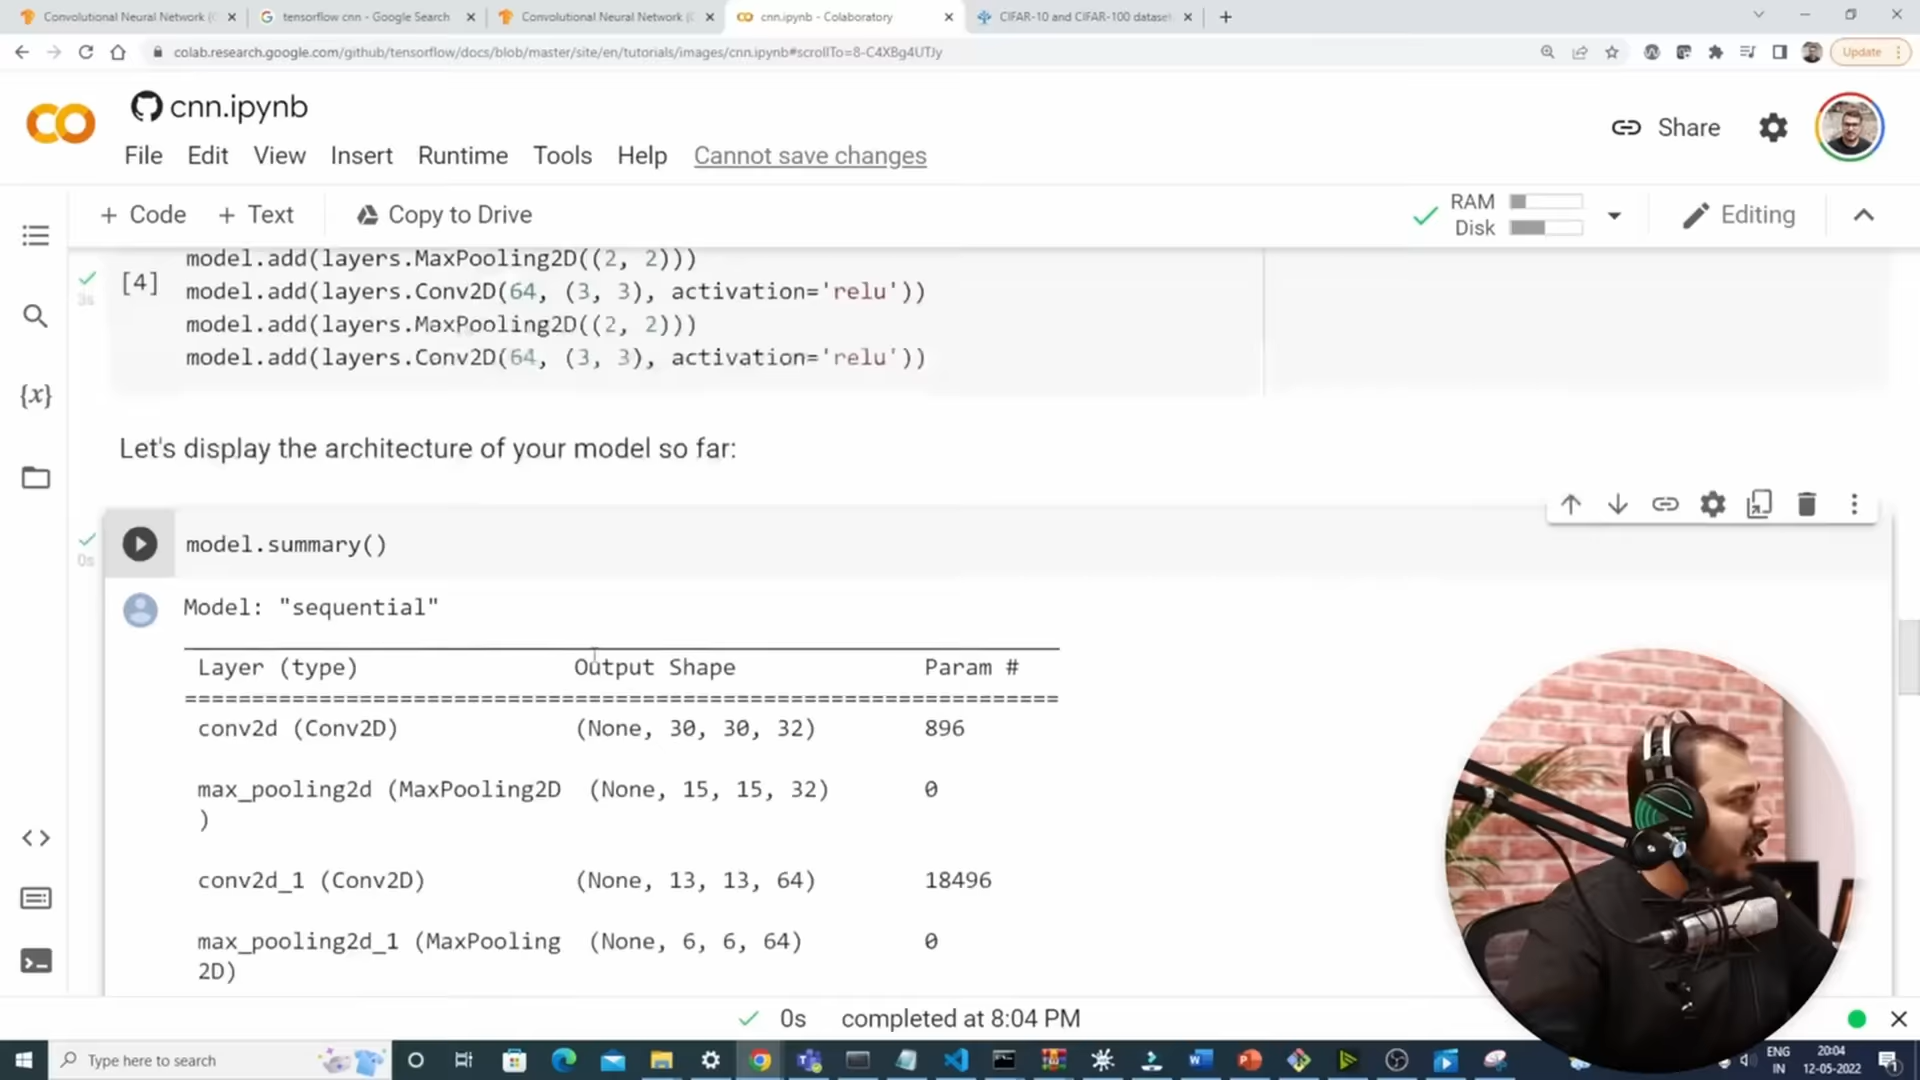 Convolutional Neural Network (
tensorflow cnn - Google Search
Convolutional Neural Network (
cnn.ipynb - Colaboratory
CIFAR-10 and CIFAR-100 dataset
colab.research.google.com/github/tensorflow/docs/blob/master/site/en/tutorials/images/cnn.ipynb#scrollTo=8-C4XBg4UTJy
Update
cnn.ipynb
Share
File Edit View Insert Runtime Tools Help Cannot save changes
+ Code + Text Copy to Drive
RAM
Disk
Editing
model.add(layers.MaxPooling2D((2, 2)))
[4]
3s
model.add(layers.Conv2D(64, (3, 3), activation='relu'))
model.add(layers.MaxPooling2D((2, 2)))
model.add(layers.Conv2D(64, (3, 3), activation='relu'))
Let's display the architecture of your model so far:
0s
model.summary()
Model: "sequential"
Layer (type) Output Shape Param #
=================================================================
conv2d (Conv2D) (None, 30, 30, 32) 896
max_pooling2d (MaxPooling2D (None, 15, 15, 32) 0
)
conv2d_1 (Conv2D) (None, 13, 13, 64) 18496
max_pooling2d_1 (MaxPooling (None, 6, 6, 64) 0
2D)
0s completed at 8:04 PM
Type here to search
ENG
IN
20:04
12-05-2022